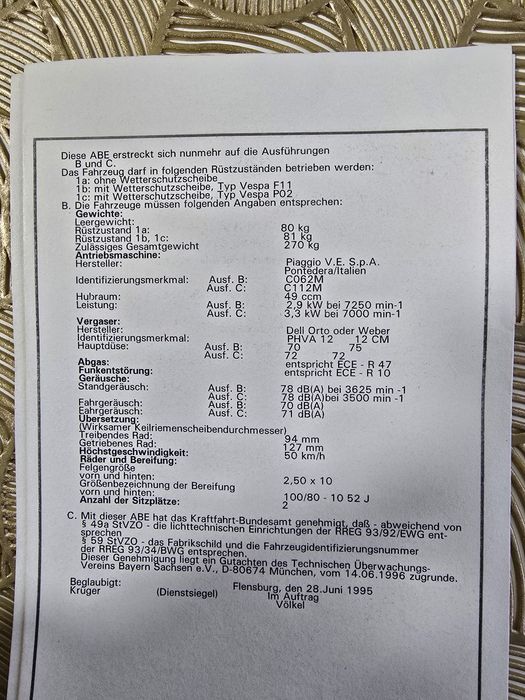 Diese ABE erstreckt sich nunmehr auf die Ausführungen
B und C.
Das Fahrzeug darf in folgenden Rüstzuständen betrieben werden:
1a: ohne Wetterschutzscheibe
1b: mit Wetterschutzscheibe, Typ Vespa F11
1c: mit Wetterschutzscheibe, Typ Vespa P02
B. Die Fahrzeuge müssen folgenden Angaben entsprechen:
Gewichte:
Leergewicht:
Rüstzustand 1a: 80 kg
Rüstzustand 1b, 1c: 81 kg
Zulässiges Gesamtgewicht 270 kg
Antriebsmaschine:
Hersteller: Piaggio V.E. S.p.A.
Pontedera/Italien
Identifizierungsmerkmal: Ausf. B: C062M
Ausf. C: C112M
Hubraum: 49 ccm
Leistung: Ausf. B: 2,9 kW bei 7250 min-1
Ausf. C: 3,3 kW bei 7000 min-1
Vergaser:
Hersteller: Dell Orto oder Weber
Identifizierungsmerkmal: PHVA 12 12 CM
Hauptdüse: Ausf. B: 70 75
Ausf. C: 72 72
Abgas: entspricht ECE - R 47
Funkentstörung: entspricht ECE - R 10
Geräusche:
Standgeräusch: Ausf. B: 78 dB(A) bei 3625 min -1
Ausf. C: 78 dB(A)bei 3500 min -1
Fahrgeräusch: Ausf. B: 70 dB(A)
Fahrgeräusch: Ausf. C: 71 dB(A)
Übersetzung:
(Wirksamer Keilriemenscheibendurchmesser)
Treibendes Rad: 94 mm
Getriebenes Rad: 127 mm
Höchstgeschwindigkeit: 50 km/h
Räder und Bereifung:
Felgengröße
vorn und hinten: 2,50 x 10
Größenbezeichnung der Bereifung
vorn und hinten: 100/80 - 10 52 J
Anzahl der Sitzplätze: 2
C. Mit dieser ABE hat das Kraftfahrt-Bundesamt genehmigt, daß - abweichend von
§ 49a StVZO - die lichttechnischen Einrichtungen der RREG 93/92/EWG ent-
sprechen
§ 59 StVZO - das Fabrikschild und die Fahrzeugidentifizierungsnummer
der RREG 93/34/BWG entsprechen.
Dieser Genehmigung liegt ein Gutachten des Technischen Überwachungs-
Vereins Bayern Sachsen e.V., D-80674 München, vom 14.06.1996 zugrunde.
Beglaubigt: Flensburg, den 28.Juni 1995
Krüger (Dienstsiegel) Im Auftrag
Völkel